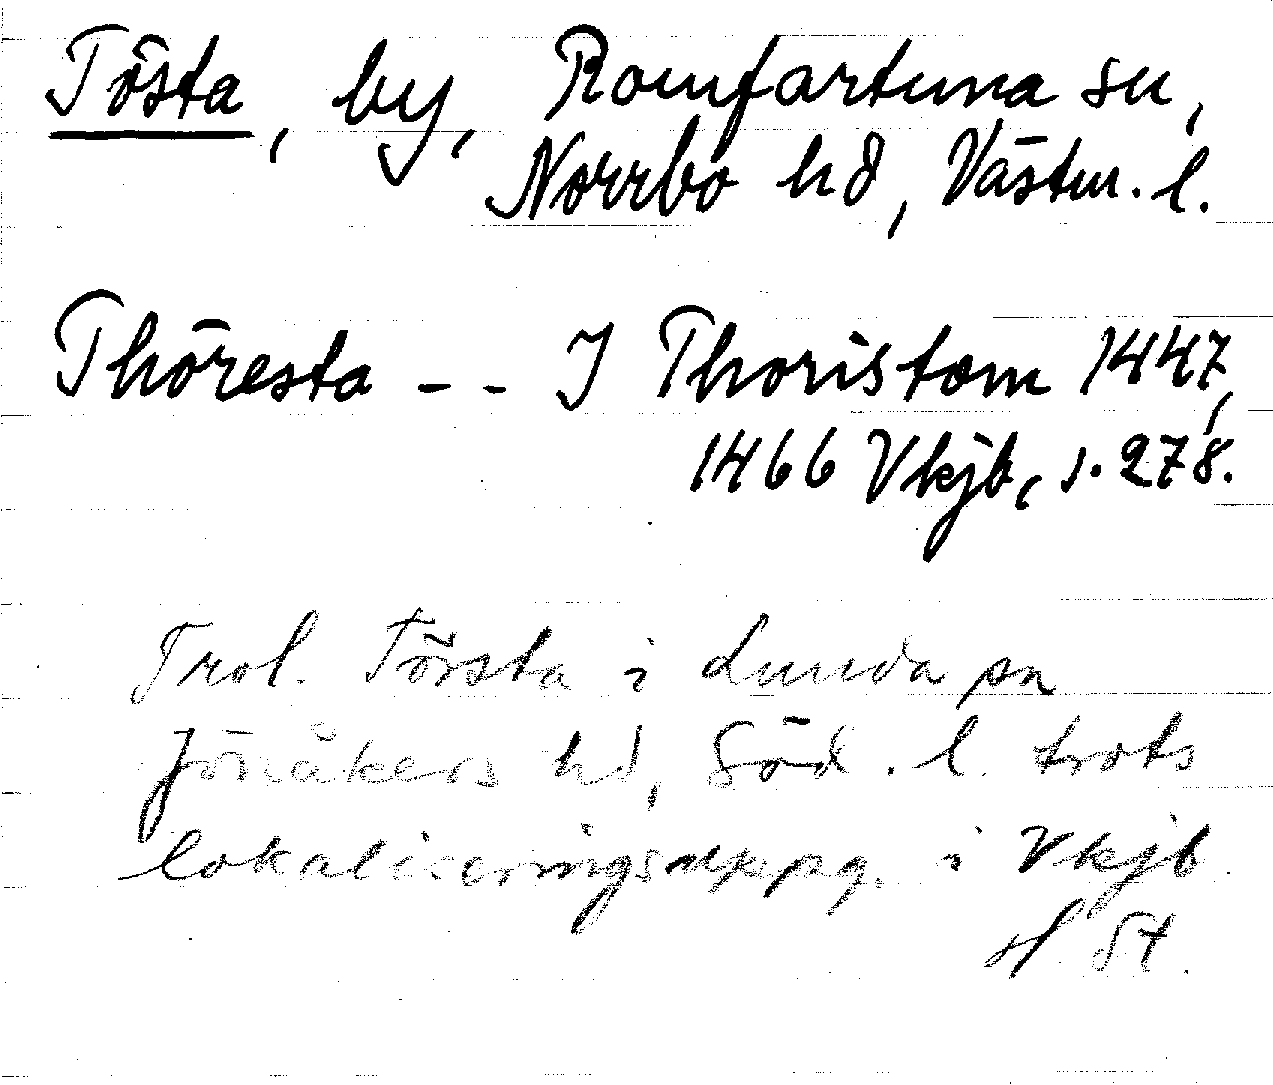 Tösta, by, Romfartuna sn,
Norrbo hd, Västm. l.
Thöresta - - I Thoristom 1447,
1466 Vkjb, s. 278.
Trol. Törsta i Lunda sn
Jönåkers hd, Söd. l. trots
lokaliseringsuppg. i Vkjb.
H St.